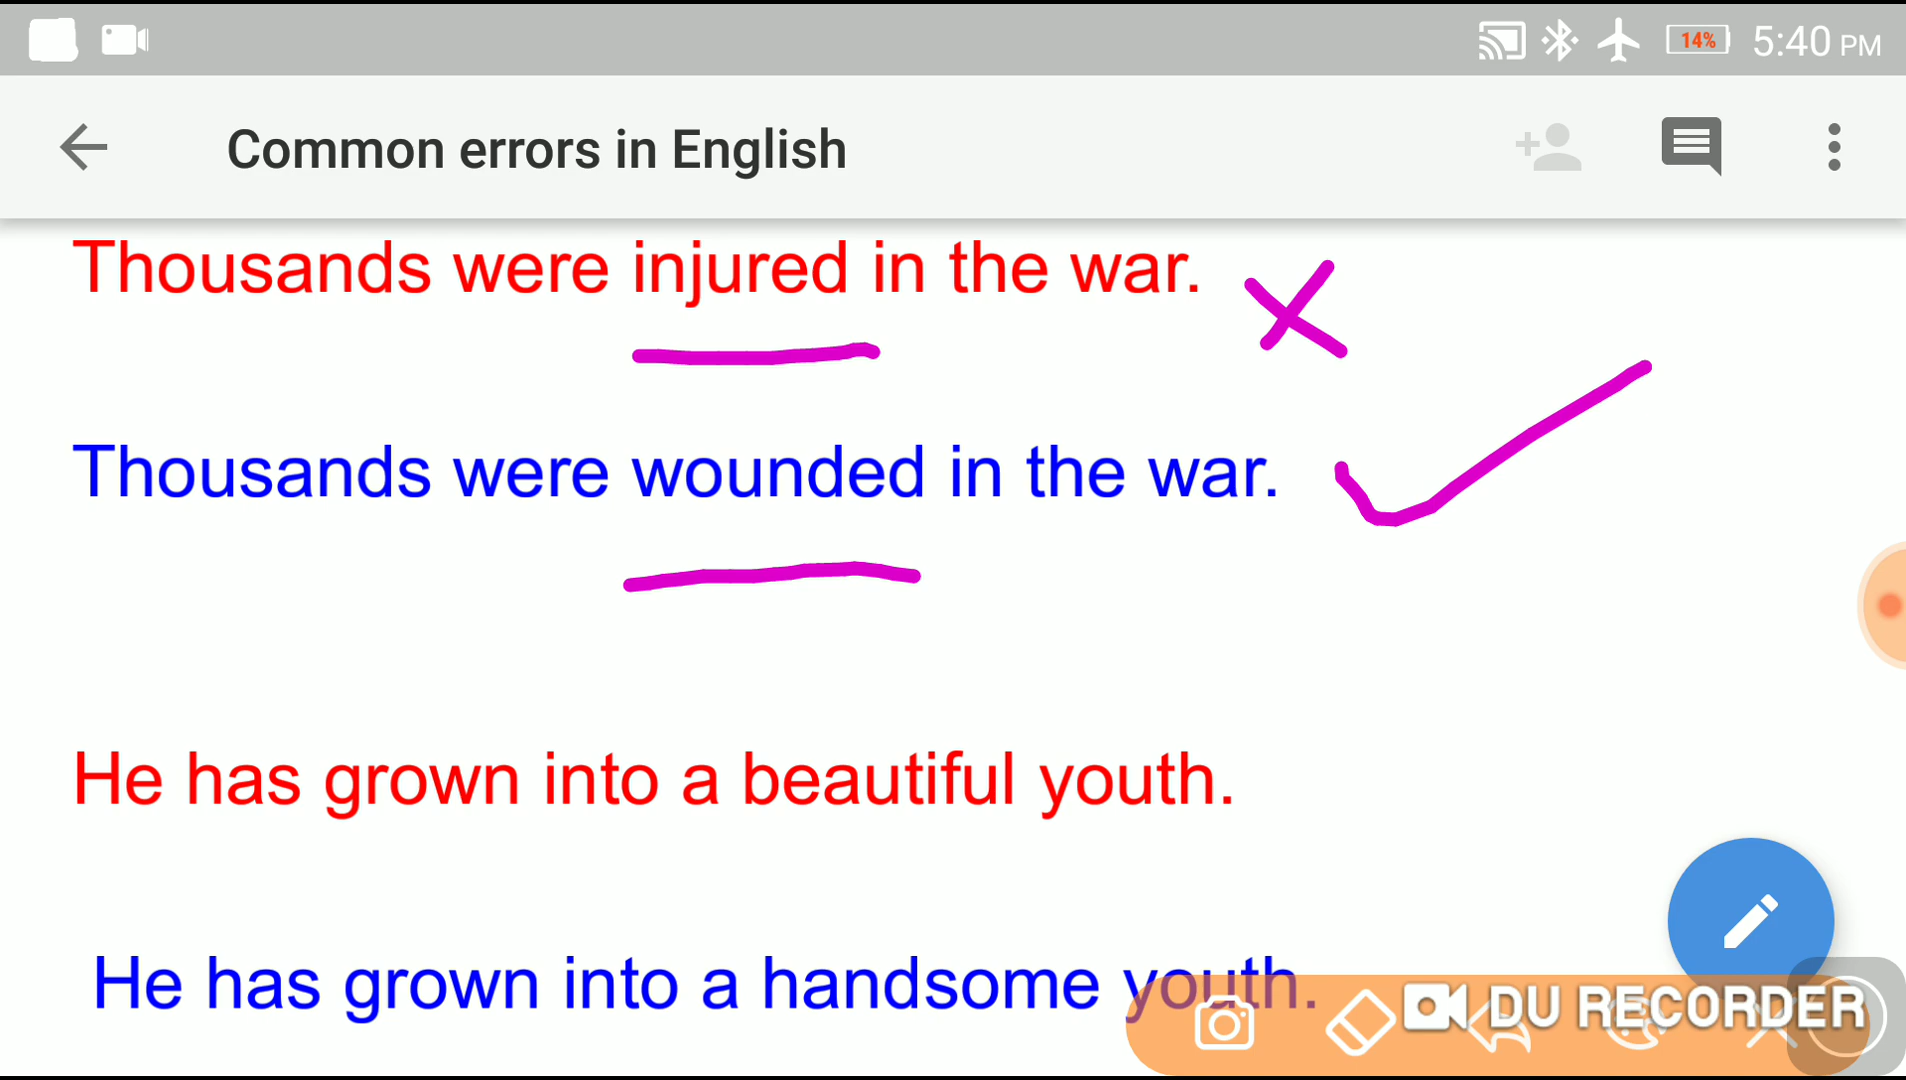 14% 5:40 PM
Common errors in English
Thousands were injured in the war.
Thousands were wounded in the war.
He has grown into a beautiful youth.
He has grown into a handsome youth.
DU RECORDER